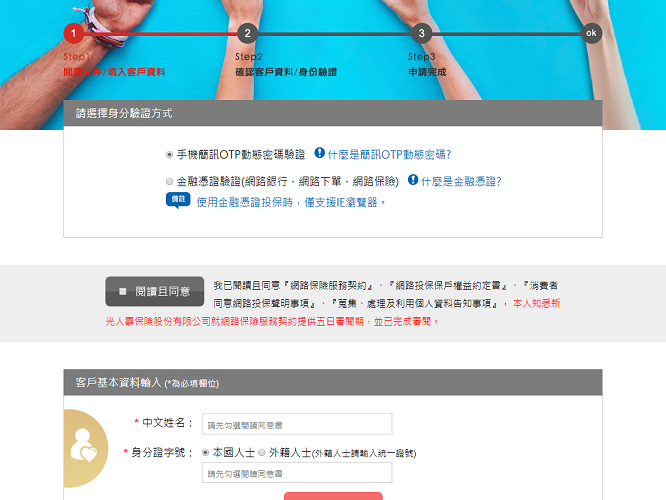 1 2 3 ok
Step1 Step2 Step3
閱讀文件/填入客戶資料 確認客戶資料/身份驗證 申請完成
請選擇身分驗證方式
手機簡訊OTP動態密碼驗證 什麼是簡訊OTP動態密碼?
金融憑證驗證(網路銀行、網路下單、網路保險) 什麼是金融憑證?
備註 使用金融憑證投保時，僅支援IE瀏覽器。
閱讀且同意 我已閱讀且同意『網路保險服務契約』、『網路投保保戶權益約定書』、『消費者
同意網路投保聲明事項』、『蒐集、處理及利用個人資料告知事項』，本人知悉新
光人壽保險股份有限公司就網路保險服務契約提供五日審閱期，並已完成審閱。
客戶基本資料輸入 (*為必填欄位)
* 中文姓名： 請先勾選閱讀同意書
* 身分證字號： 本國人士 外籍人士(外籍人士請輸入統一證號)
請先勾選閱讀同意書